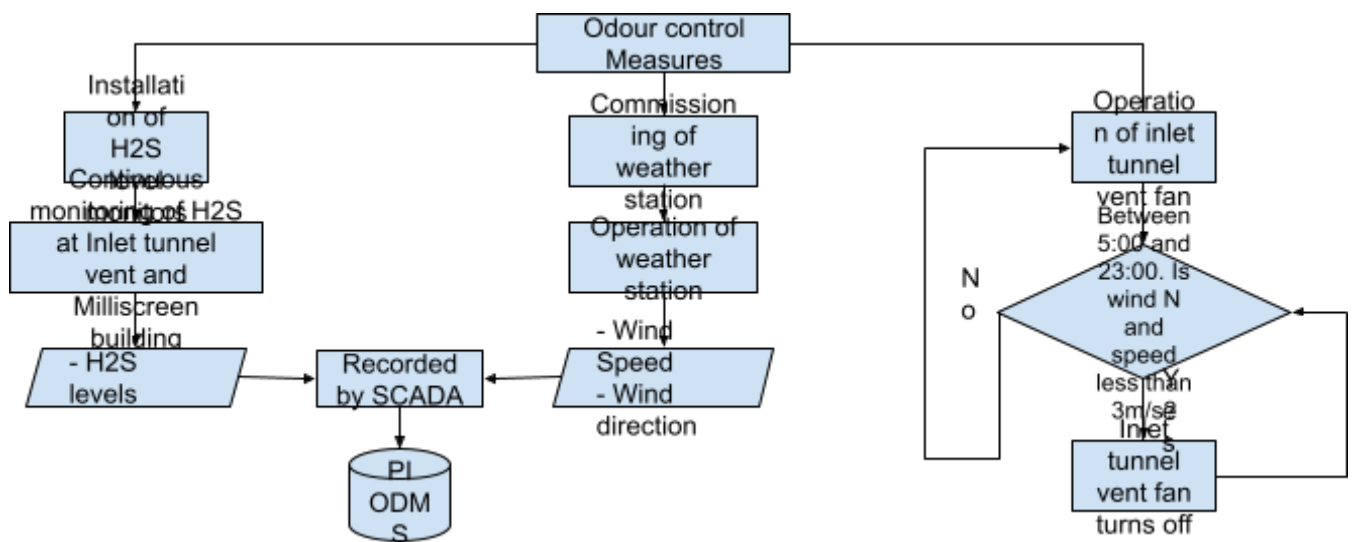 Odour control
Measures
Installati
on of
H2S
level
monitors
Continuous
monitoring of H2S
at Inlet tunnel
vent and
Milliscreen
building
- H2S
levels
Recorded
by SCADA
PI
ODM
S
Commission
ing of
weather
station
Operation of
weather
station
- Wind
Speed
- Wind
direction
Operatio
n of inlet
tunnel
vent fan
Between
5:00 and
23:00. Is
wind N
and
speed
less than
3m/se
N
o
Inlet
tunnel
vent fan
turns off